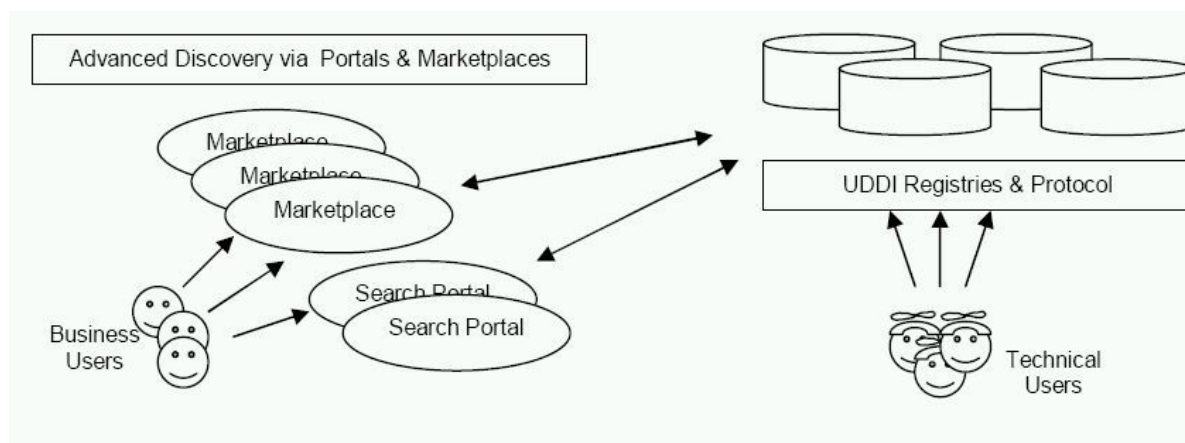 Advanced Discovery via Portals & Marketplaces
Marketplace
Marketplace
Marketplace
UDDI Registries & Protocol
Search Portal
Search Portal
Business
Users
Technical
Users